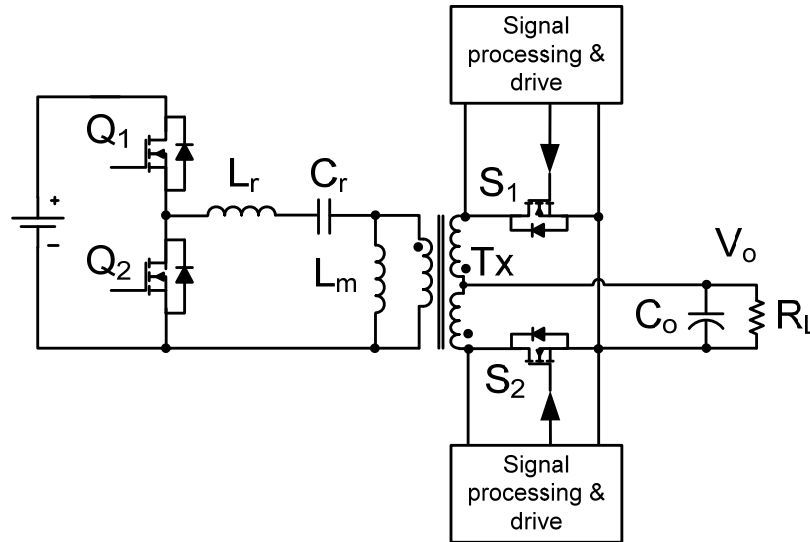 Signal
processing &
drive
Q1
Lr
Cr
S1
+
-
Q2
Lm
Tx
Vo
Co
RL
S2
Signal
processing &
drive